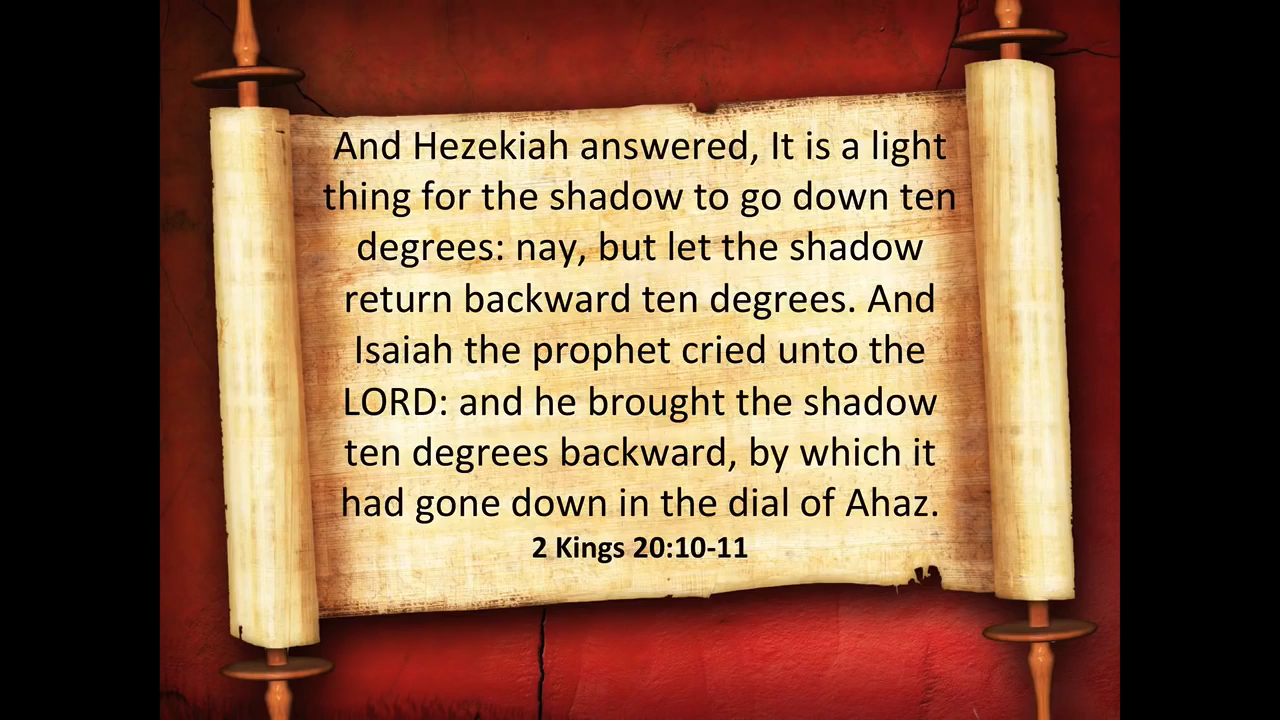 And Hezekiah answered, It is a light
thing for the shadow to go down ten
degrees: nay, but let the shadow
return backward ten degrees. And
Isaiah the prophet cried unto the
LORD: and he brought the shadow
ten degrees backward, by which it
had gone down in the dial of Ahaz.
2 Kings 20:10-11